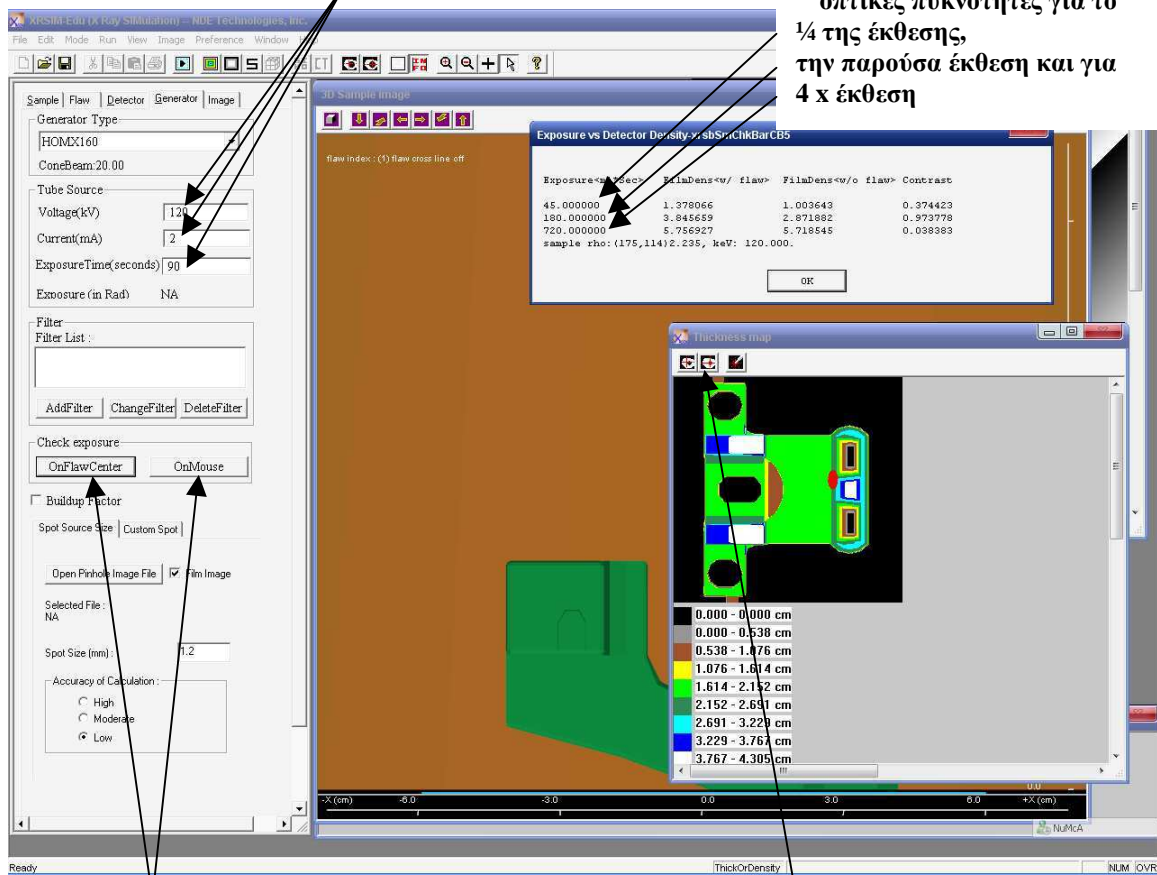 οπτικές πυκνότητες για το
¼ της έκθεσης,
την παρούσα έκθεση και για
4 x έκθεση
XRSIM-Edu (X Ray SIMulation) -- NDE Technologies, Inc.
File Edit Mode Run View Image Preference Window
Sample Flaw Detector Generator Image
Generator Type
HOMX160
ConeBeam:20.00
Tube Source
Voltage(kV) 120
Current(mA) 2
ExposureTime(seconds) 90
Exposure (in Rad) NA
Filter
Filter List :
AddFilter ChangeFilter DeleteFilter
Check exposure
OnFlawCenter OnMouse
Buildup Factor
Spot Source Size Custom Spot
Open Pinhole Image File Film Image
Selected File :
NA
Spot Size (mm) : 1.2
Accuracy of Calculation :
High
Moderate
Low
3D Sample image
flaw index : (1) flaw cross line off
Exposure vs Detector
FilmDens<w/ flaw> FilmDens<w/o flaw> Contrast
45.000000 1.378066 1.003643 0.374423
180.000000 3.845659 2.871882 0.973778
720.000000 5.756927 5.718545 0.038383
sample rho:(175,114)2.235, keV: 120.000.
OK
Thickness map
0.000 - 0.000 cm
0.000 - 0.538 cm
0.538 - 1.076 cm
1.076 - 1.614 cm
1.614 - 2.152 cm
2.152 - 2.691 cm
2.691 - 3.229 cm
3.229 - 3.767 cm
3.767 - 4.305 cm
0.0
-X (cm) -6.0 -3.0 0.0 3.0 6.0 +X (cm)
NuMcA
Ready ThickOrDensity NUM OVR